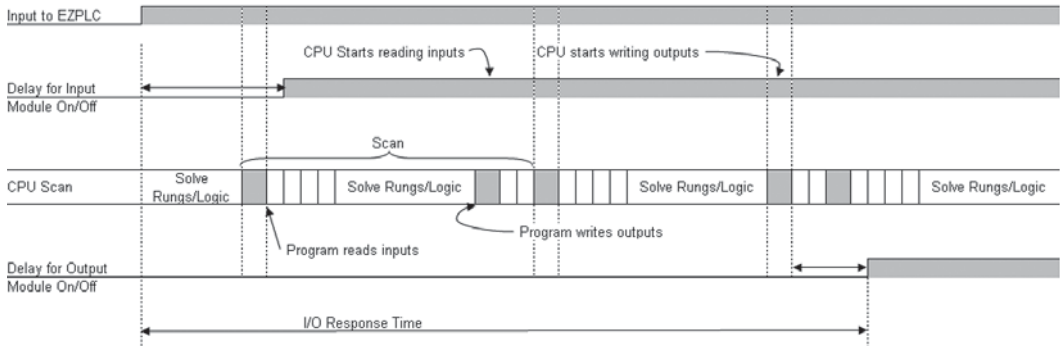 Input to EZPLC
CPU Starts reading inputs
CPU starts writing outputs
Delay for Input
Module On/Off
Scan
CPU Scan
Solve
Rungs/Logic
Solve Rungs/Logic
Solve Rungs/Logic
Solve Rungs/Logic
Program reads inputs
Program writes outputs
Delay for Output
Module On/Off
I/O Response Time